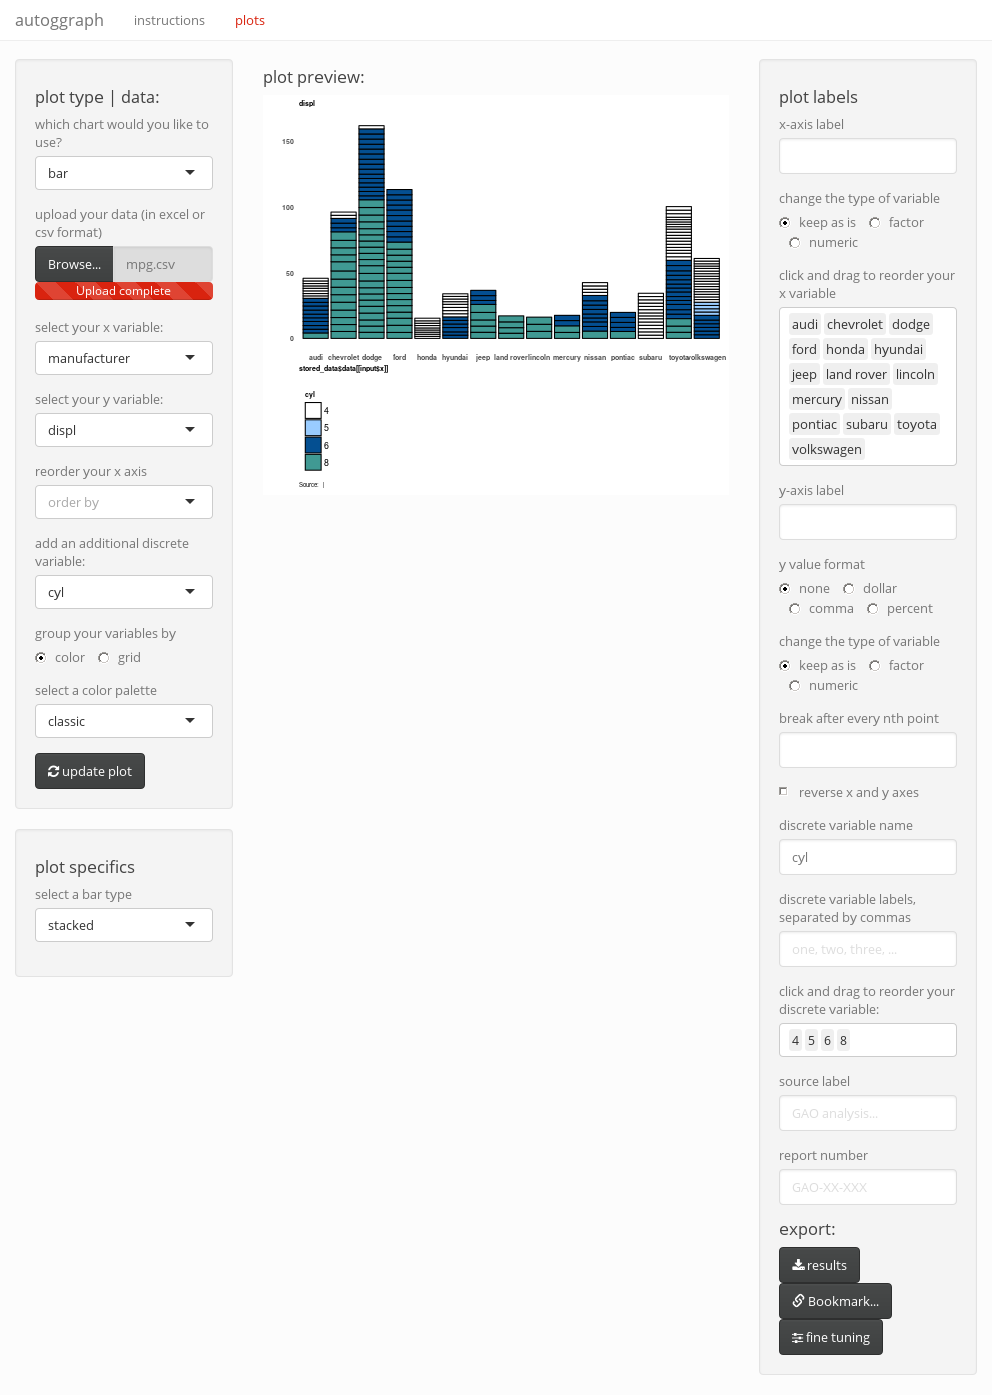 autoggraph
instructions
plots
plot type | data:
which chart would you like to
use?
bar
upload your data (in excel or
csv format)
Browse...
mpg.csv
Upload complete
select your x variable:
manufacturer
select your y variable:
displ
reorder your x axis
order by
add an additional discrete
variable:
cyl
group your variables by
color
grid
select a color palette
classic
update plot
plot specifics
select a bar type
stacked
plot preview:
displ
150
100
50
0
audi chevrolet dodge ford honda hyundai jeep land rover lincoln mercury nissan pontiac subaru toyota volkswagen
stored_data$data[[input$x]]
cyl
4
5
6
8
Source: |
plot labels
x-axis label
change the type of variable
keep as is
factor
numeric
click and drag to reorder your
x variable
audi chevrolet dodge
ford honda hyundai
jeep land rover lincoln
mercury nissan
pontiac subaru toyota
volkswagen
y-axis label
y value format
none
dollar
comma
percent
change the type of variable
keep as is
factor
numeric
break after every nth point
reverse x and y axes
discrete variable name
cyl
discrete variable labels,
separated by commas
one, two, three, ...
click and drag to reorder your
discrete variable:
4 5 6 8
source label
GAO analysis...
report number
GAO-XX-XXX
export:
results
Bookmark...
fine tuning